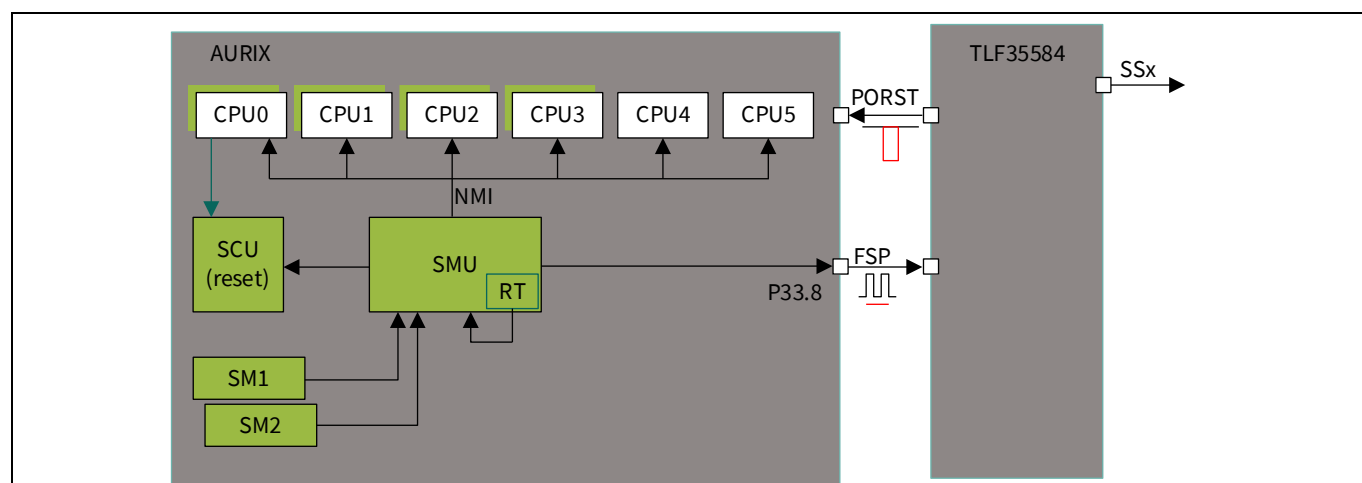 AURIX
TLF35584
SSx
CPU0
CPU1
CPU2
CPU3
CPU4
CPU5
PORST
NMI
SCU
(reset)
SMU
RT
FSP
P33.8
SM1
SM2